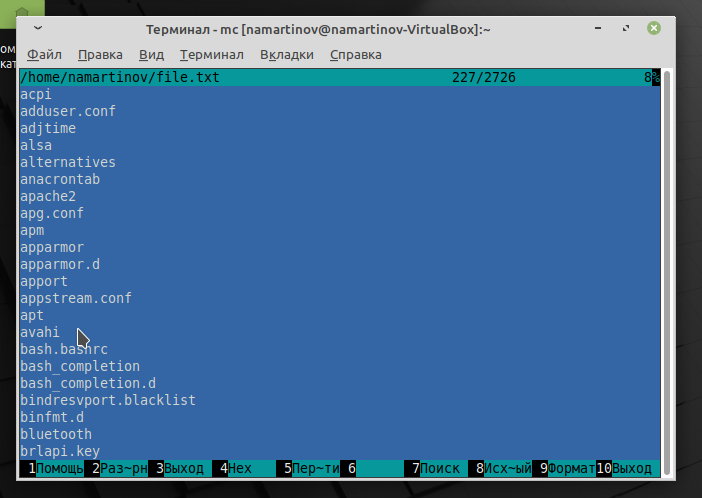 ом
кат
Терминал - mc [namartinov@namartinov-VirtualBox]:~
Файл Правка Вид Терминал Вкладки Справка
/home/namartinov/file.txt 227/2726 8%
acpi
adduser.conf
adjtime
alsa
alternatives
anacrontab
apache2
apg.conf
apm
apparmor
apparmor.d
apport
appstream.conf
apt
avahi
bash.bashrc
bash_completion
bash_completion.d
bindresvport.blacklist
binfmt.d
bluetooth
brlapi.key
1Помощь 2Раз~рн 3Выход 4Hex 5Пер~ти 6 7Поиск 8Исх~ый 9Формат 10Выход